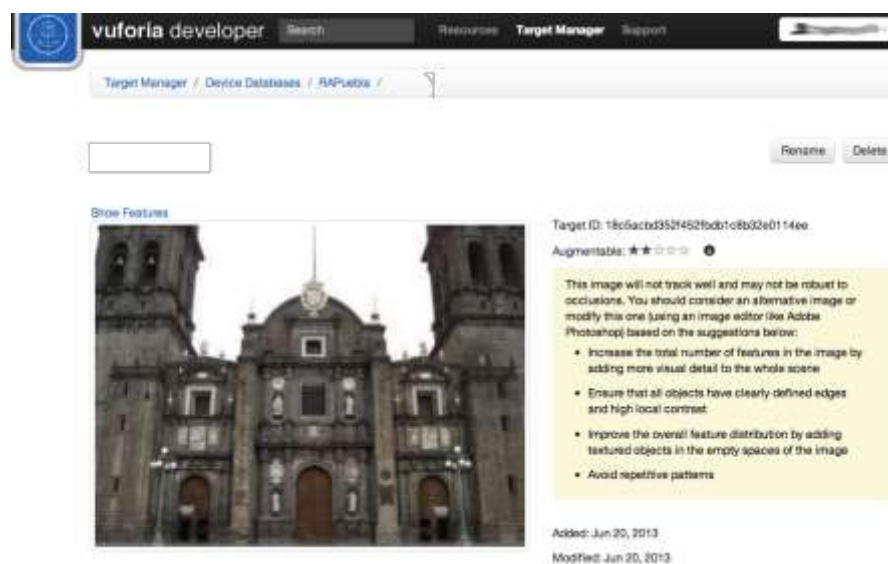 vuforia developer Search Resources Target Manager Support
Target Manager / Device Databases / RAPuebla /
Rename Delete
Show Features
Target ID: 18c5acbd352f452fbdb1c8b32e0114ee
Augmentable:
This image will not track well and may not be robust to
occlusions. You should consider an alternative image or
modify this one (using an image editor like Adobe
Photoshop) based on the suggestions below:
• Increase the total number of features in the image by
adding more visual detail to the whole scene
• Ensure that all objects have clearly defined edges
and high local contrast
• Improve the overall feature distribution by adding
textured objects in the empty spaces of the image
• Avoid repetitive patterns
Added: Jun 20, 2013
Modified: Jun 20, 2013